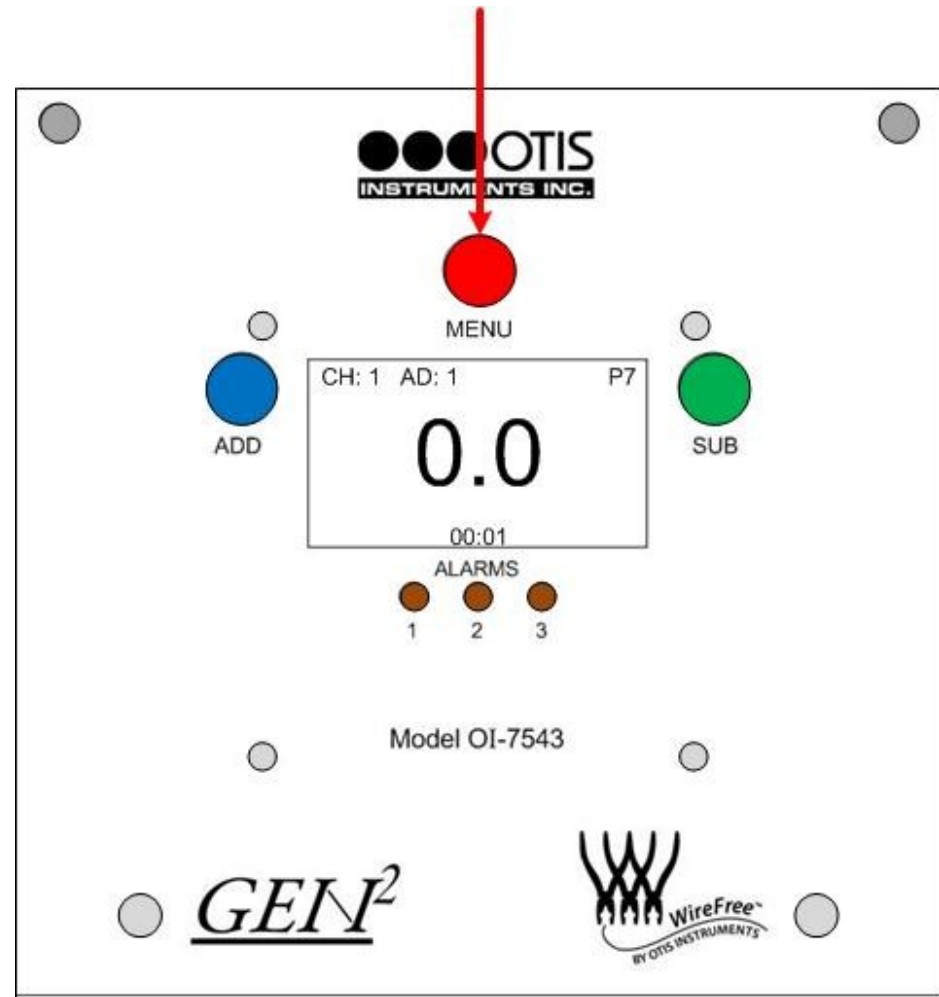 OTIS
INSTRUMENTS INC.
MENU
ADD
SUB
CH: 1 AD: 1 P7
0.0
00:01
ALARMS
1 2 3
Model OI-7543
GEN2
WireFree™
BY OTIS INSTRUMENTS